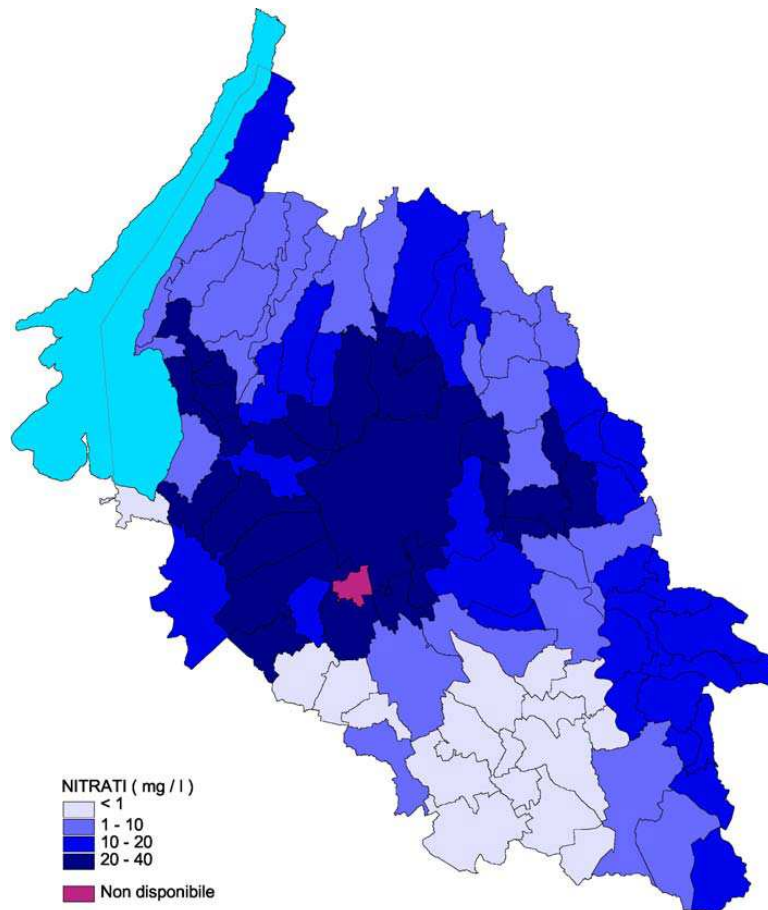 NITRATI ( mg / l )
< 1
1 - 10
10 - 20
20 - 40
Non disponibile